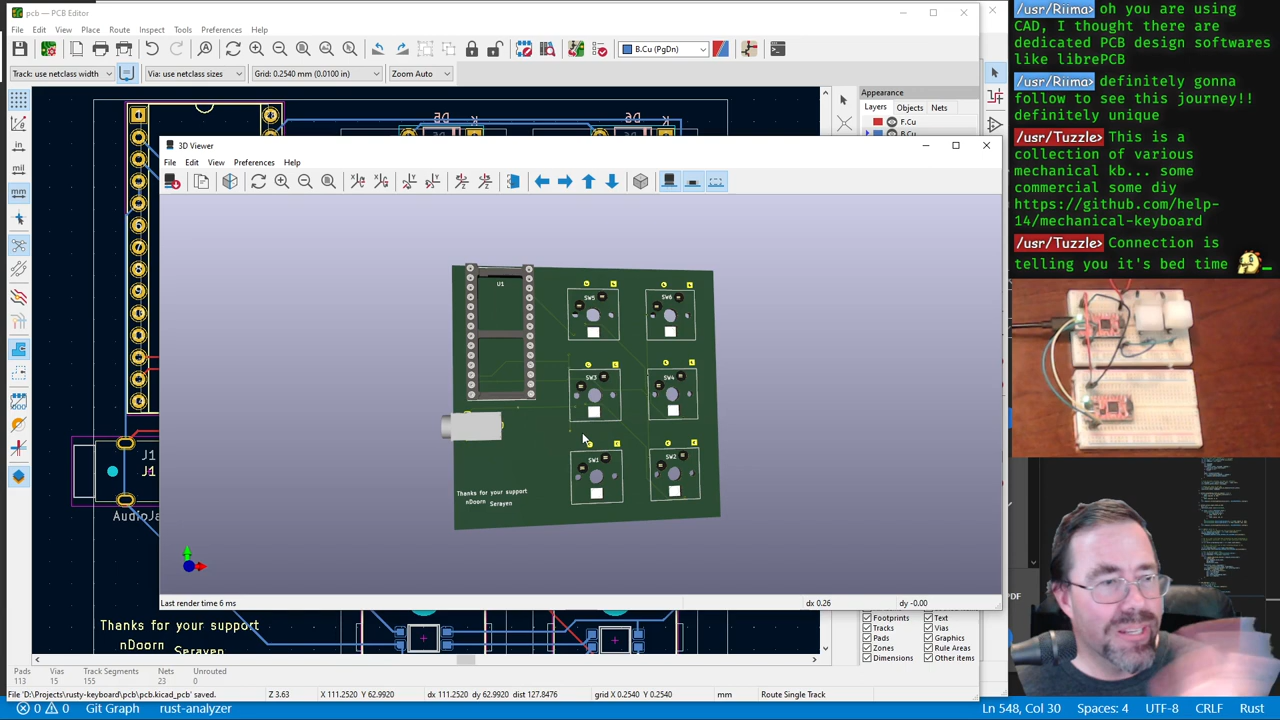 pcb — PCB Editor
File Edit View Place Route Inspect Tools Preferences Help
B.Cu (PgDn)
Track: use netclass width
Via: use netclass sizes
Grid: 0.2540 mm (0.0100 in)
Zoom Auto
Appearance
Layers Objects Nets
F.Cu
B.Cu
in
mil
mm
D5
K
D6
K
3D Viewer
File Edit View Preferences Help
U1
SW5
SW6
SW3
SW4
SW1
SW2
Thanks for your support
nDoorn Serayen
Last render time 6 ms
dx 0.26
dy -0.00
J1
J1
AudioJa
Thanks for your support
nDoorn
Serayen
Footprints Text
Tracks Vias
Pads Graphics
Zones Rule Areas
Dimensions Other items
Pads Vias Track Segments Nets Unrouted
113 15 155 23 0
File 'D:\Projects\rusty-keyboard\pcb\pcb.kicad_pcb' saved.
Z 3.63
X 111.2520 Y 62.9920
dx 111.2520 dy 62.9920 dist 127.8476
grid X 0.2540 Y 0.2540
mm
Route Single Track
0 0 Git Graph rust-analyzer
Ln 548, Col 30 Spaces: 4 UTF-8 CRLF Rust
/usr/Riima> oh you are using
CAD, I thought there are
dedicated PCB design softwares
like librePCB
/usr/Riima> definitely gonna
follow to see this journey!!
definitely unique
/usr/Tuzzle> This is a
collection of various
mechanical kb... some
commercial some diy
https://github.com/help-
14/mechanical-keyboard
/usr/Tuzzle> Connection is
telling you it's bed time
PDF